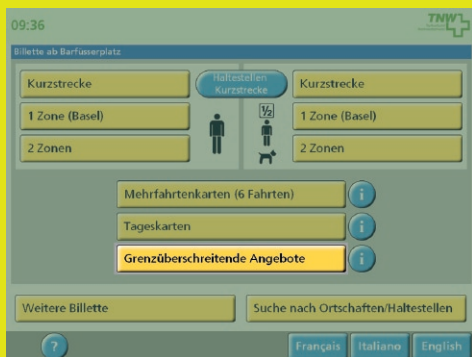 09:36
TNW
Billette ab Barfüsserplatz
Kurzstrecke
Haltestellen
Kurzstrecke
Kurzstrecke
1 Zone (Basel)
1/2
1 Zone (Basel)
2 Zonen
2 Zonen
Mehrfahrtenkarten (6 Fahrten)
i
Tageskarten
i
Grenzüberschreitende Angebote
i
Weitere Billette
Suche nach Ortschaften/Haltestellen
?
Français
Italiano
English